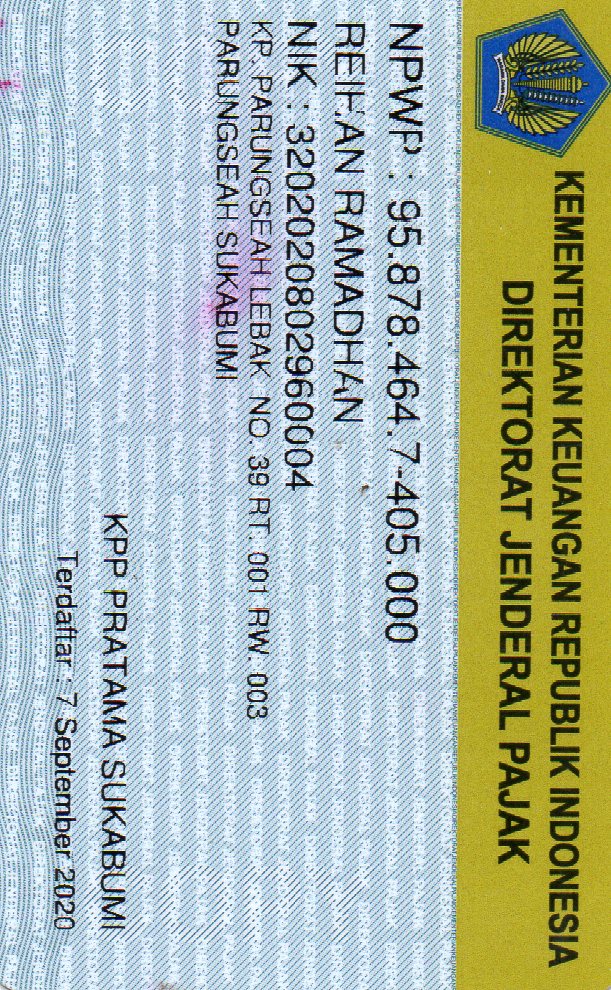 KEMENTERIAN KEUANGAN REPUBLIK INDONESIA
DIREKTORAT JENDERAL PAJAK
NPWP : 95.878.464.7-405.000
REIHAN RAMADHAN
NIK : 3202020802960004
KP. PARUNGSEAH LEBAK NO. 39 RT. 001 RW. 003
PARUNGSEAH SUKABUMI
KPP PRATAMA SUKABUMI
Terdaftar : 7 September 2020